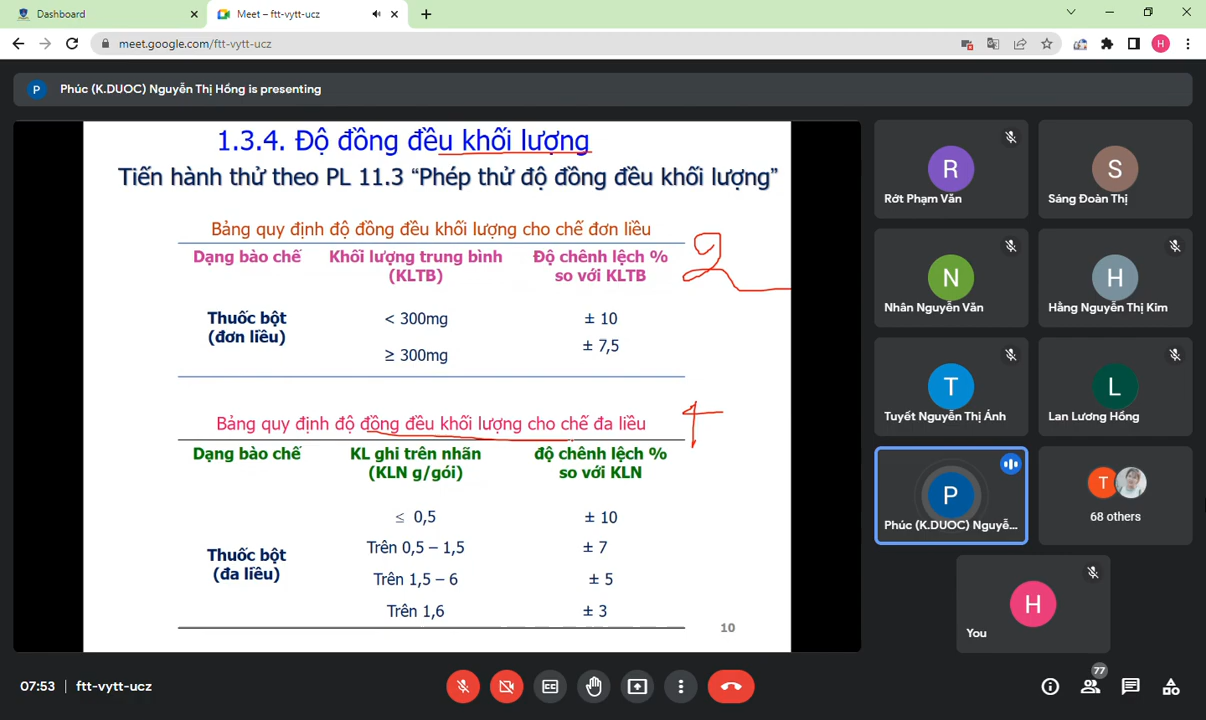 Dashboard
Meet – ftt-vytt-ucz
meet.google.com/ftt-vytt-ucz
H
P
Phúc (K.DUOC) Nguyễn Thị Hồng is presenting
1.3.4. Độ đồng đều khối lượng
Tiến hành thử theo PL 11.3 “Phép thử độ đồng đều khối lượng”
Bảng quy định độ đồng đều khối lượng cho chế đơn liều
2
Dạng bào chế
Khối lượng trung bình
(KLTB)
Độ chênh lệch %
so với KLTB
Thuốc bột
(đơn liều)
< 300mg
± 10
≥ 300mg
± 7,5
Bảng quy định độ đồng đều khối lượng cho chế đa liều
Dạng bào chế
KL ghi trên nhãn
(KLN g/gói)
độ chênh lệch %
so với KLN
Thuốc bột
(đa liều)
≤ 0,5
± 10
Trên 0,5 – 1,5
± 7
Trên 1,5 – 6
± 5
Trên 1,6
± 3
10
R
Rớt Phạm Văn
S
Sáng Đoàn Thị
N
Nhân Nguyễn Văn
H
Hằng Nguyễn Thị Kim
T
Tuyết Nguyễn Thị Ánh
L
Lan Lương Hồng
P
Phúc (K.DUOC) Nguyễ...
T
68 others
H
You
07:53 | ftt-vytt-ucz
CC
77